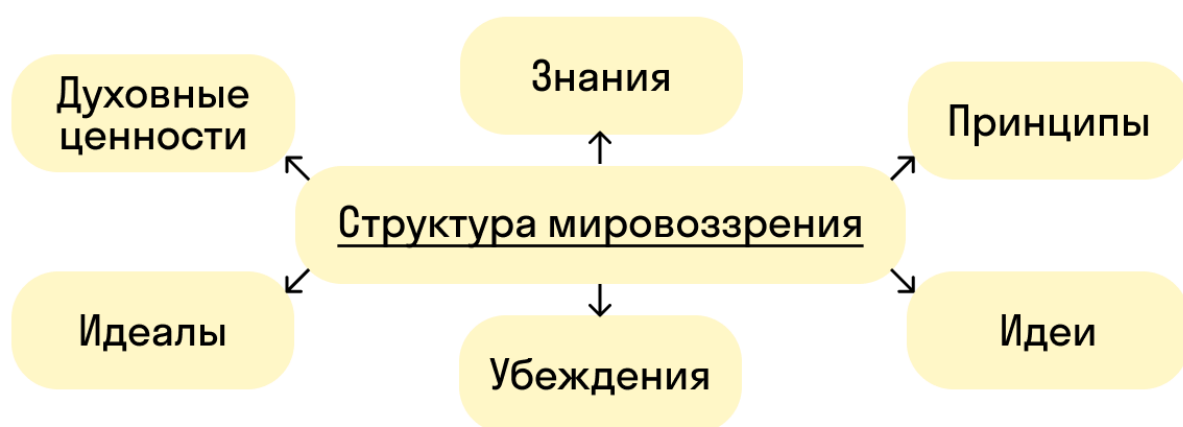 Знания
Духовные
ценности
Принципы
Структура мировоззрения
Идеалы
Идеи
Убеждения